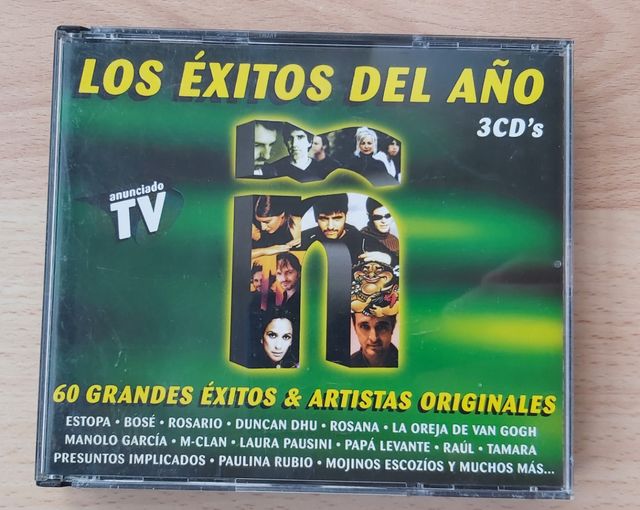 LOS ÉXITOS DEL AÑO
3CD's
anunciado
TV
ñ
60 GRANDES ÉXITOS & ARTISTAS ORIGINALES
ESTOPA · BOSÉ · ROSARIO · DUNCAN DHU · ROSANA · LA OREJA DE VAN GOGH
MANOLO GARCÍA · M-CLAN · LAURA PAUSINI · PAPÁ LEVANTE · RAÚL · TAMARA
PRESUNTOS IMPLICADOS · PAULINA RUBIO · MOJINOS ESCOZÍOS Y MUCHOS MÁS...